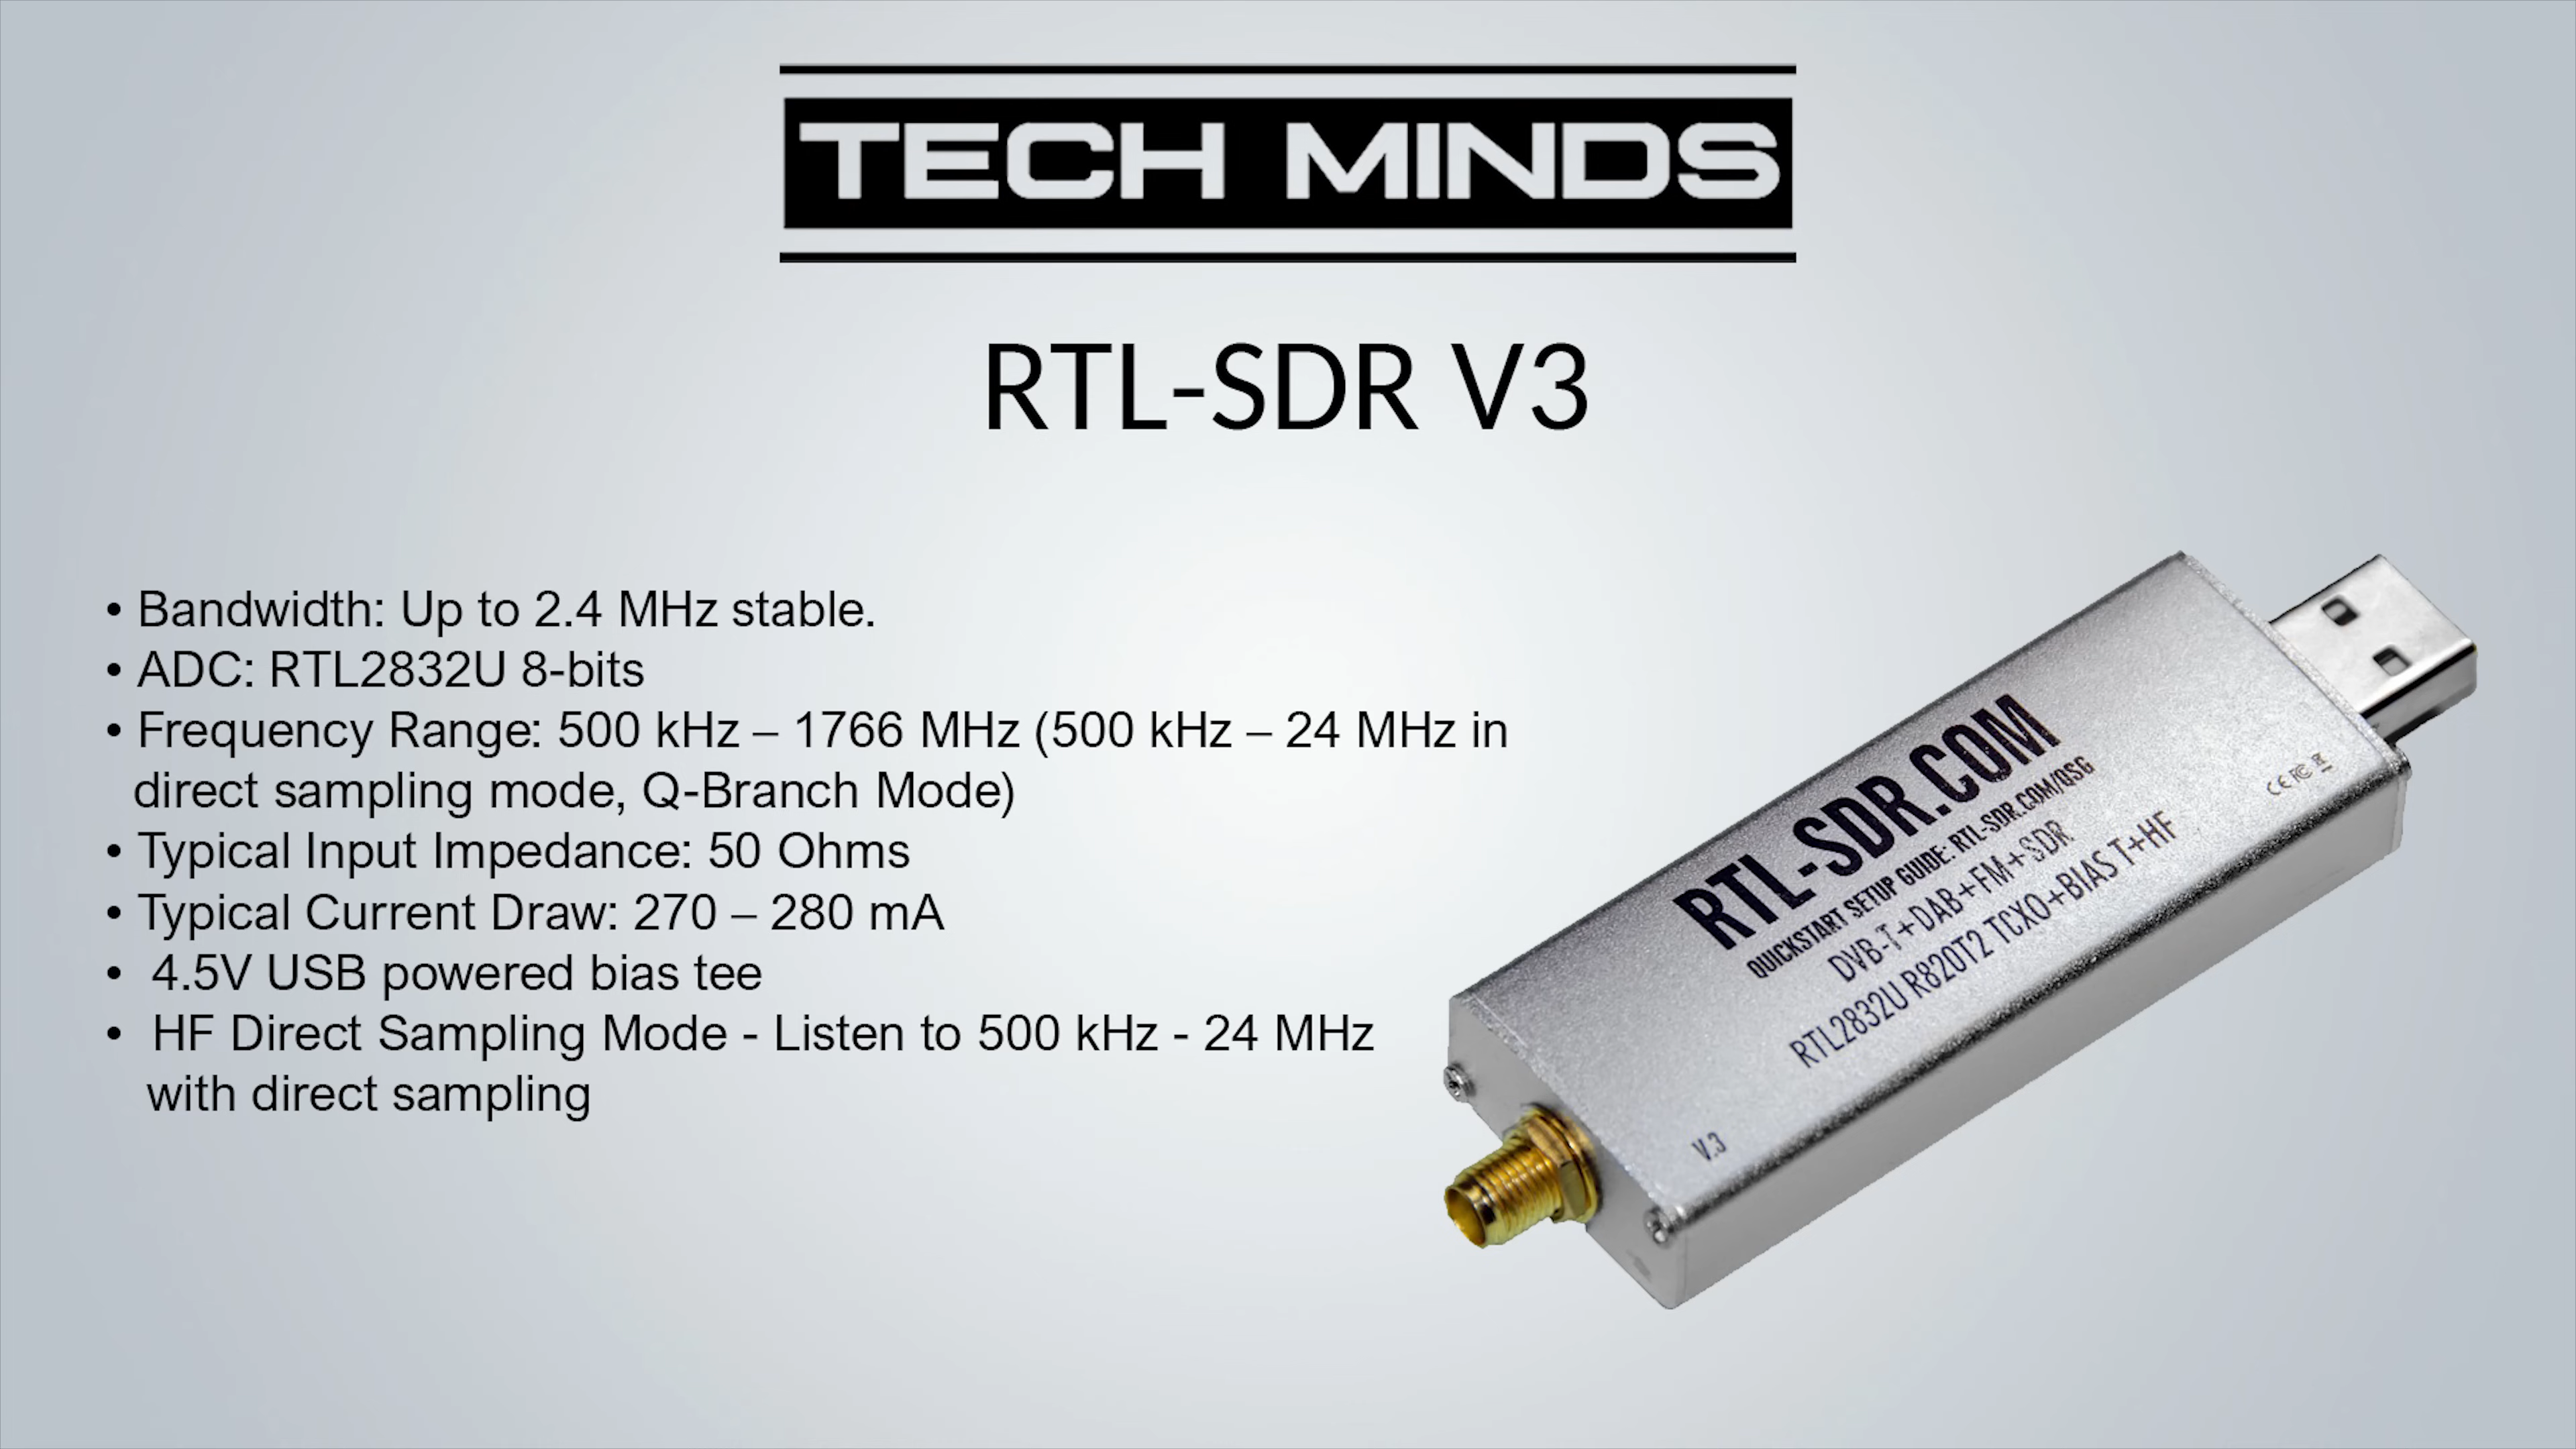 TECH MINDS
RTL-SDR V3
• Bandwidth: Up to 2.4 MHz stable.
• ADC: RTL2832U 8-bits
• Frequency Range: 500 kHz – 1766 MHz (500 kHz – 24 MHz in
direct sampling mode, Q-Branch Mode)
• Typical Input Impedance: 50 Ohms
• Typical Current Draw: 270 – 280 mA
• 4.5V USB powered bias tee
• HF Direct Sampling Mode - Listen to 500 kHz - 24 MHz
with direct sampling
RTL-SDR.COM
QUICKSTART SETUP GUIDE: RTL-SDR.COM/QSG
DVB-T+DAB+FM+SDR
RTL2832U R820T2 TCXO+BIAS T+HF
CE FC
V.3